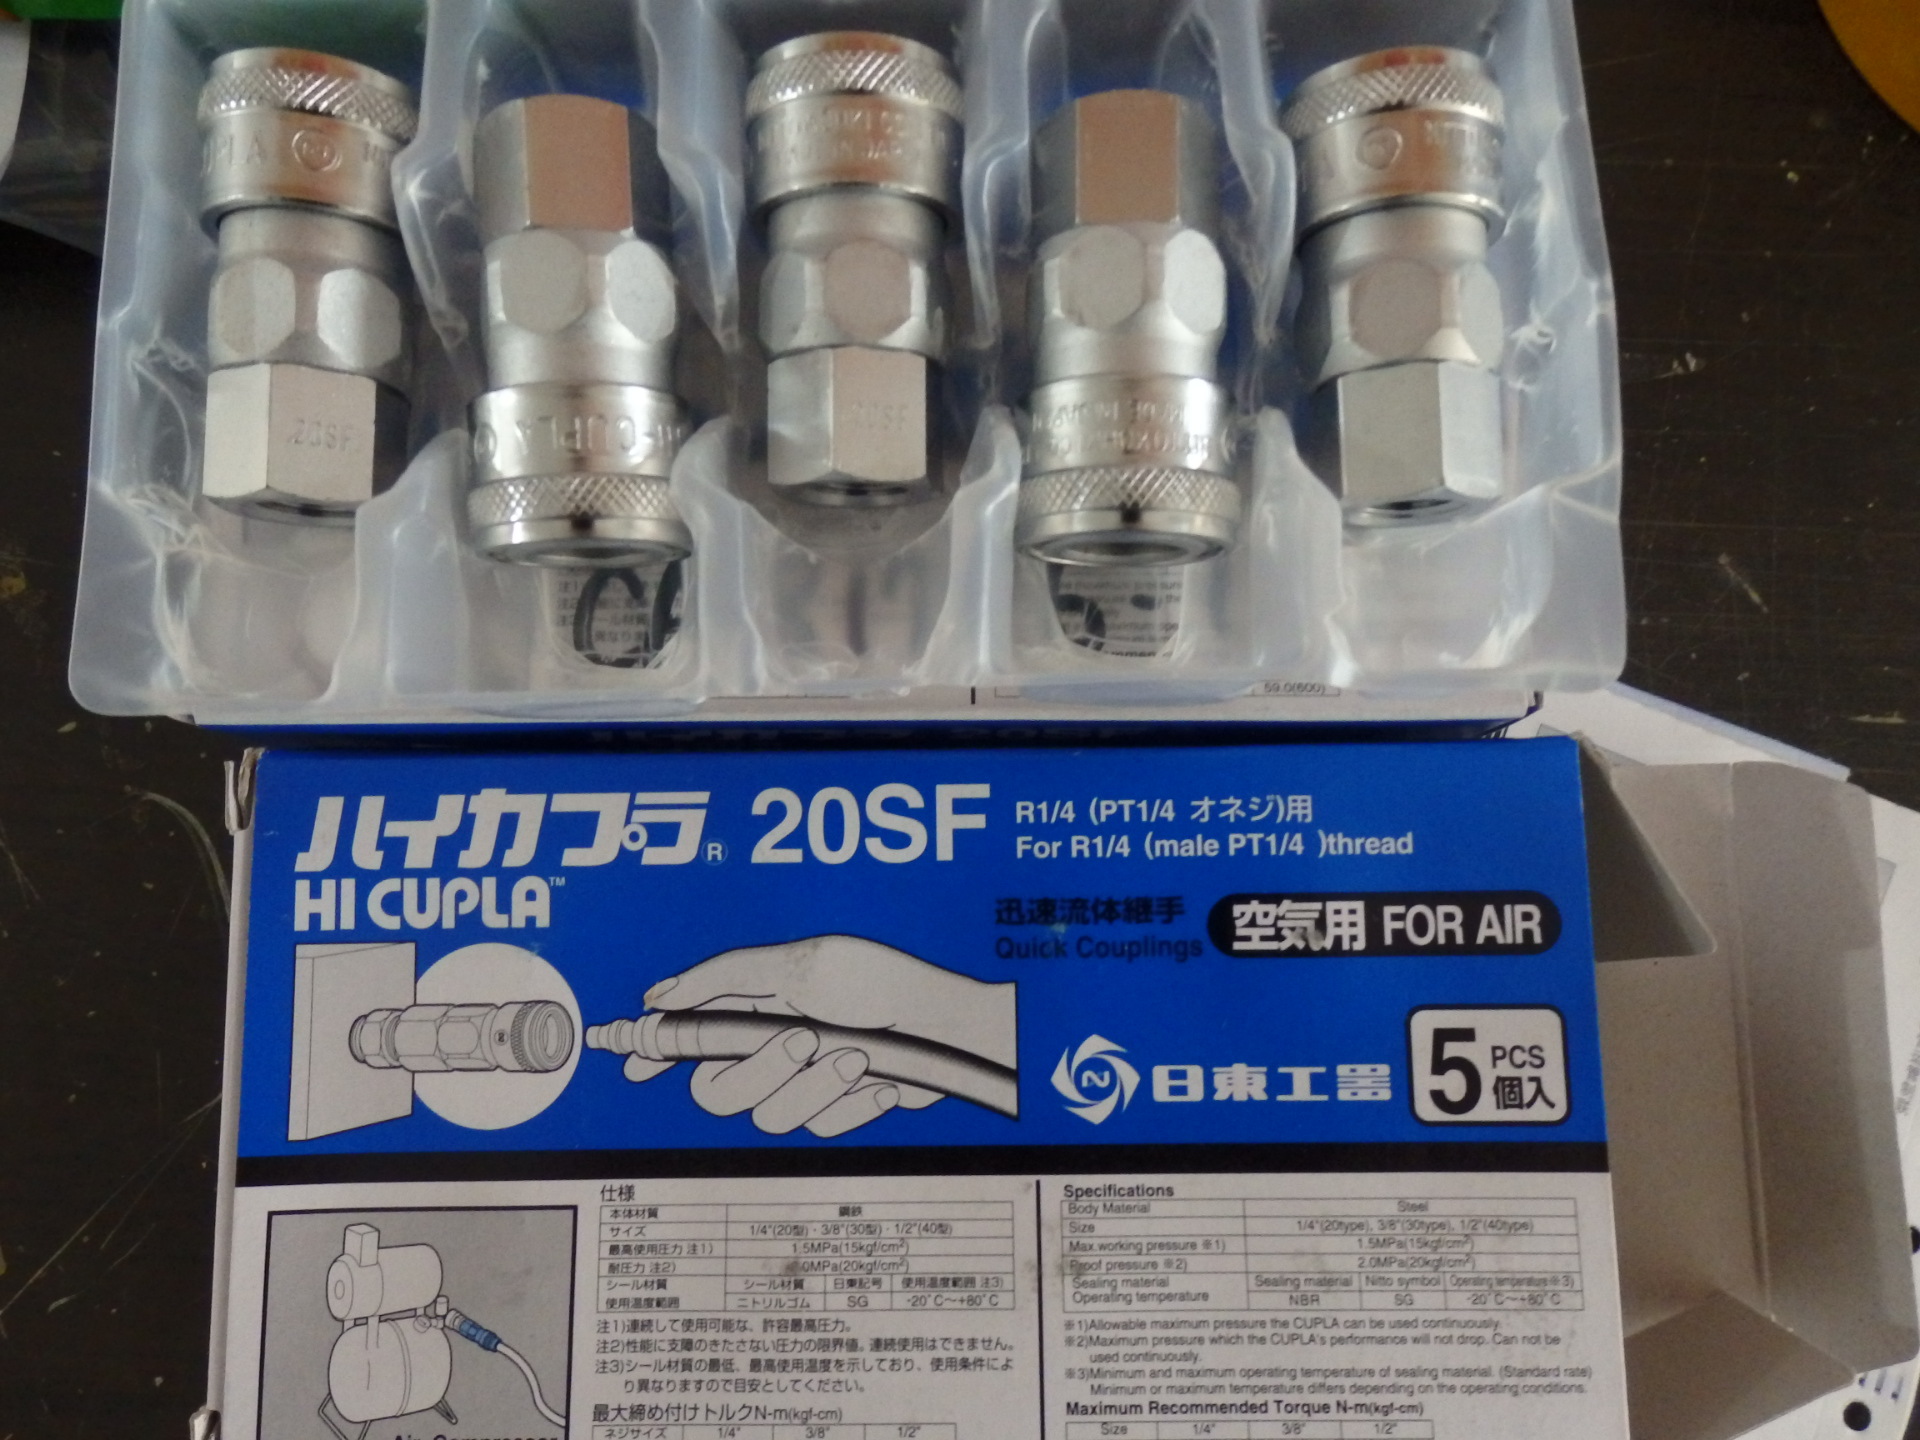 20SF
20SF
HI-CUPLA
59.0(600)
ハイカプラ® 20SF
R1/4 (PT1/4 オネジ)用
For R1/4 (male PT1/4 )thread
HI CUPLA™
迅速流体継手
Quick Couplings
空気用 FOR AIR
N 日東工器
5 PCS
個入
仕様
本体材質 鋼鉄
サイズ 1/4"(20型)・3/8"(30型)・1/2"(40型)
最高使用圧力 注1) 1.5MPa(15kgf/cm²)
耐圧力 注2) .0MPa(20kgf/cm²)
シール材質 シール材質 日東記号 使用温度範囲 注3)
使用温度範囲 ニトリルゴム SG -20°C～+80°C
注1)連続して使用可能な、許容最高圧力。
注2)性能に支障のきたさない圧力の限界値。連続使用はできません。
注3)シール材質の最低、最高使用温度を示しており、使用条件によ
り異なりますので目安としてください。
最大締め付けトルクN-m(kgf-cm)
ネジサイズ 1/4" 3/8" 1/2"
Specifications
Body Material Steel
Size 1/4"(20type), 3/8"(30type), 1/2"(40type)
Max.working pressure ※1) 1.5MPa(15kgf/cm²)
Proof pressure ※2) 2.0MPa(20kgf/cm²)
Sealing material Sealing material Nitto symbol Operating temperature※3)
Operating temperature NBR SG -20°C～+80°C
※1)Allowable maximum pressure the CUPLA can be used continuously.
※2)Maximum pressure which the CUPLA's performance will not drop. Can not be
used continuously.
※3)Minimum and maximum operating temperature of sealing material. (Standard rate)
Minimum or maximum temperature differs depending on the operating conditions.
Maximum Recommended Torque N-m(kgf-cm)
Size 1/4" 3/8" 1/2"
Air Compressor